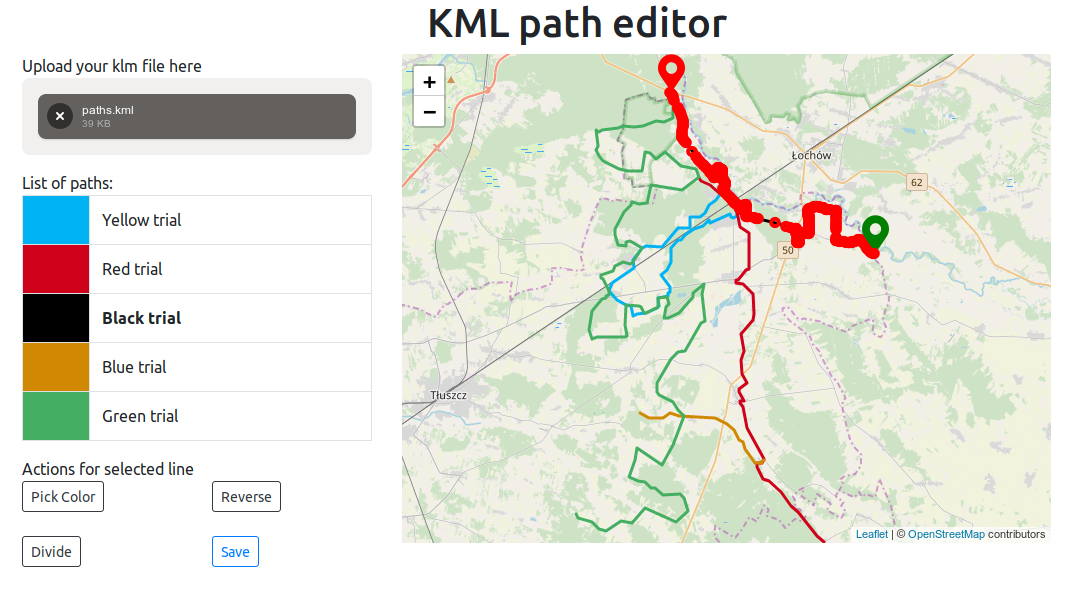 KML path editor
Upload your klm file here
paths.kml
39 KB
List of paths:
Yellow trial
Red trial
Black trial
Blue trial
Green trial
Actions for selected line
Pick Color
Reverse
Divide
Save
+
−
Łochów
62
50
Tłuszcz
Leaflet | © OpenStreetMap contributors